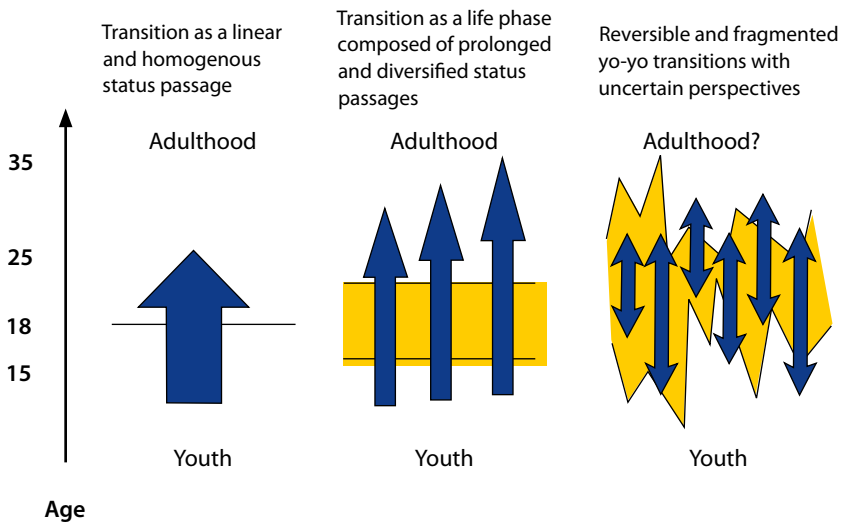 Transition as a linear
and homogenous
status passage
Transition as a life phase
composed of prolonged
and diversified status
passages
Reversible and fragmented
yo-yo transitions with
uncertain perspectives
Adulthood
Adulthood
Adulthood?
35
25
18
15
Youth
Youth
Youth
Age